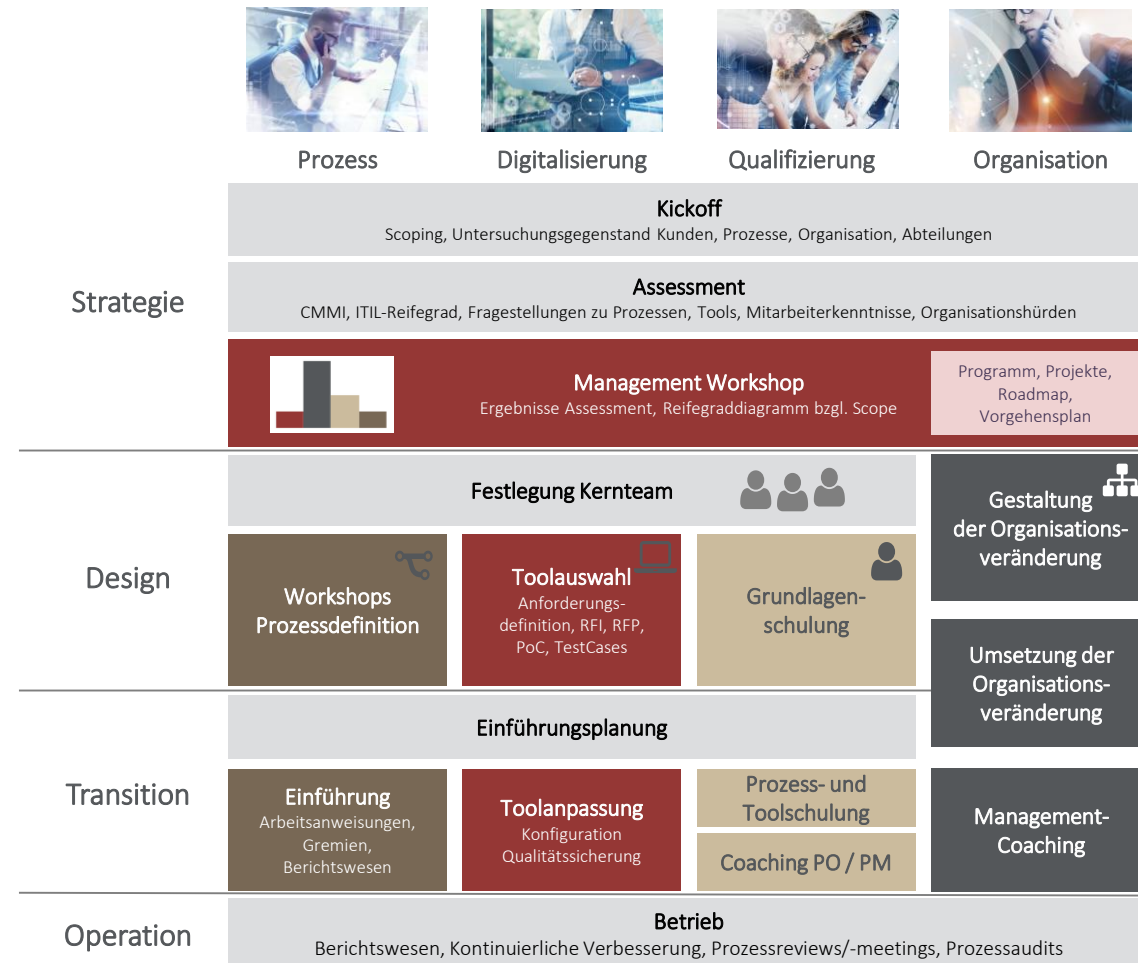 Prozess
Digitalisierung
Qualifizierung
Organisation
Strategie
Kickoff
Scoping, Untersuchungsgegenstand Kunden, Prozesse, Organisation, Abteilungen
Assessment
CMMI, ITIL-Reifegrad, Fragestellungen zu Prozessen, Tools, Mitarbeiterkenntnisse, Organisationshürden
Management Workshop
Ergebnisse Assessment, Reifegraddiagramm bzgl. Scope
Programm, Projekte,
Roadmap,
Vorgehensplan
Design
Festlegung Kernteam
Workshops
Prozessdefinition
Toolauswahl
Anforderungs-
definition, RFI, RFP,
PoC, TestCases
Grundlagen-
schulung
Gestaltung
der Organisations-
veränderung
Umsetzung der
Organisations-
veränderung
Transition
Einführungsplanung
Einführung
Arbeitsanweisungen,
Gremien,
Berichtswesen
Toolanpassung
Konfiguration
Qualitätssicherung
Prozess- und
Toolschulung
Coaching PO / PM
Management-
Coaching
Operation
Betrieb
Berichtswesen, Kontinuierliche Verbesserung, Prozessreviews/-meetings, Prozessaudits